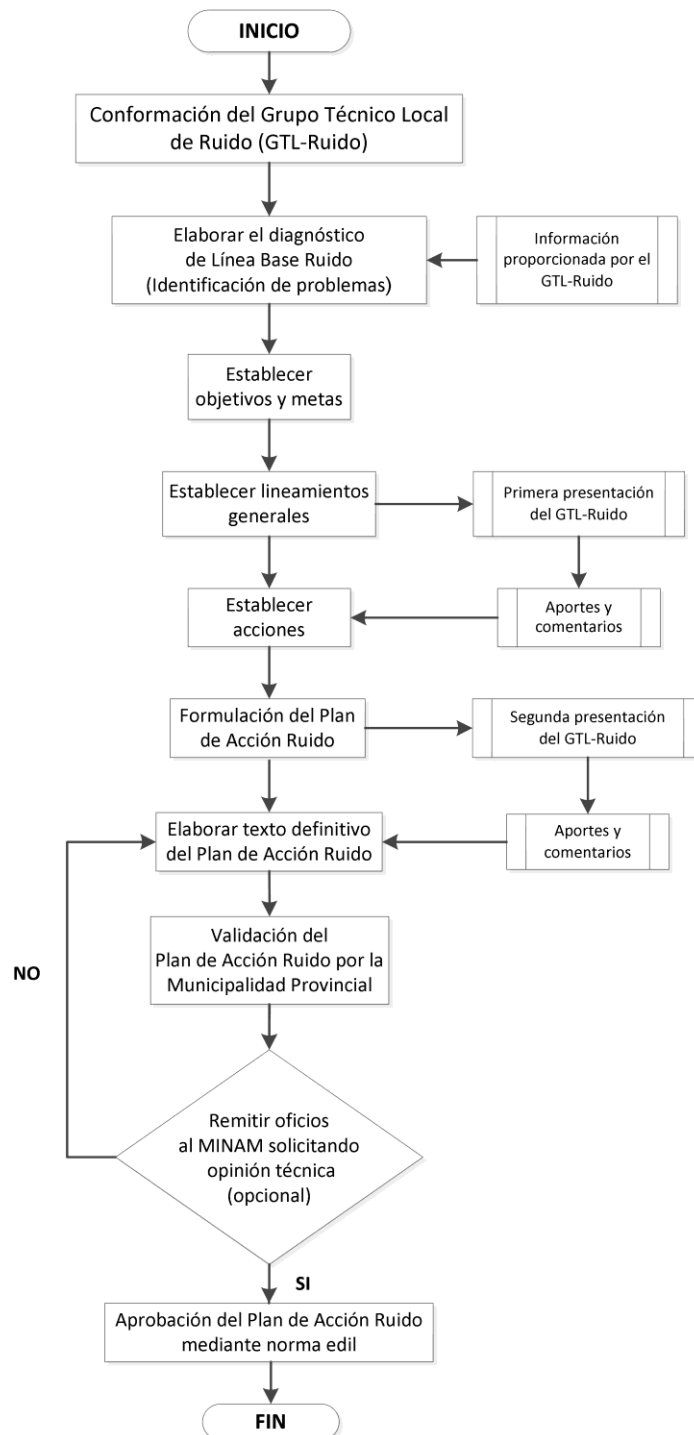 INICIO
Conformación del Grupo Técnico Local
de Ruido (GTL-Ruido)
Elaborar el diagnóstico
de Línea Base Ruido
(Identificación de problemas)
Información
proporcionada por el
GTL-Ruido
Establecer
objetivos y metas
Establecer lineamientos
generales
Primera presentación
del GTL-Ruido
Establecer
acciones
Aportes y
comentarios
Formulación del Plan
de Acción Ruido
Segunda presentación
del GTL-Ruido
Elaborar texto definitivo
del Plan de Acción Ruido
Aportes y
comentarios
Validación del
Plan de Acción Ruido por la
Municipalidad Provincial
NO
Remitir oficios
al MINAM solicitando
opinión técnica
(opcional)
SI
Aprobación del Plan de Acción Ruido
mediante norma edil
FIN